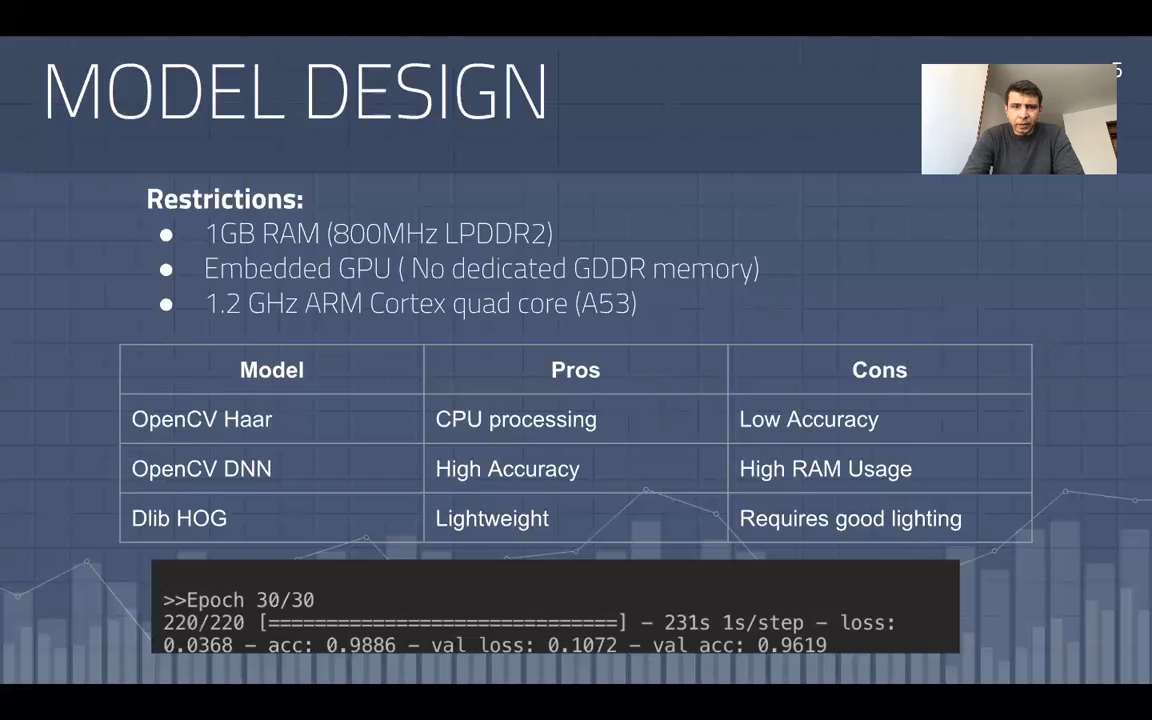 MODEL DESIGN
5
Restrictions:
● 1GB RAM (800MHz LPDDR2)
● Embedded GPU ( No dedicated GDDR memory)
● 1.2 GHz ARM Cortex quad core (A53)
Model Pros Cons
OpenCV Haar CPU processing Low Accuracy
OpenCV DNN High Accuracy High RAM Usage
Dlib HOG Lightweight Requires good lighting
>>Epoch 30/30
220/220 [==============================] – 231s 1s/step – loss:
0.0368 – acc: 0.9886 – val loss: 0.1072 – val acc: 0.9619